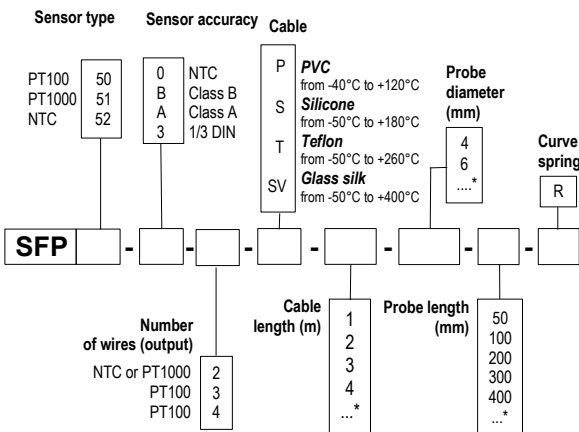 Sensor type
PT100 50
PT1000 51
NTC 52
Sensor accuracy
0 NTC
B Class B
A Class A
3 1/3 DIN
Cable
P PVC
from -40°C to +120°C
S Silicone
from -50°C to +180°C
T Teflon
from -50°C to +260°C
SV Glass silk
from -50°C to +400°C
Probe
diameter
(mm)
4
6
....*
Curve
spring
R
SFP - - - - - - -
Number
of wires (output)
NTC or PT1000 2
PT100 3
PT100 4
Cable
length (m)
1
2
3
4
...*
Probe length
(mm)
50
100
200
300
400
...*